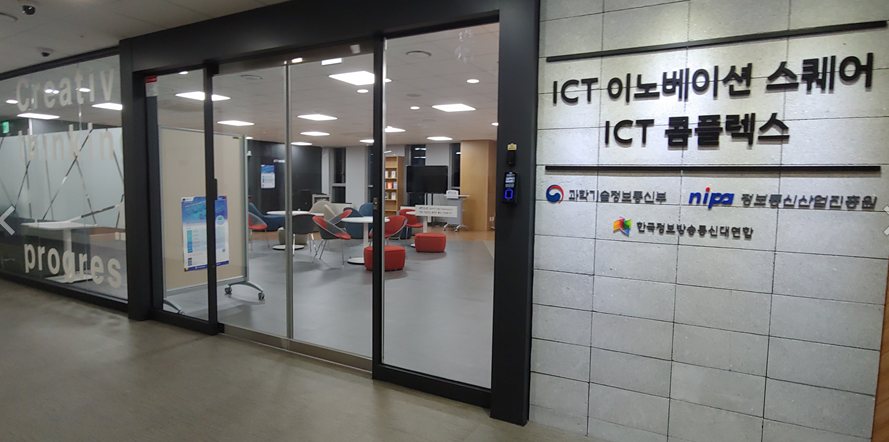 Creativ
progres
ICT 이노베이션 스퀘어
ICT 콤플렉스
과학기술정보통신부
nipa 정보통신산업진흥원
한국정보방송통신대연합